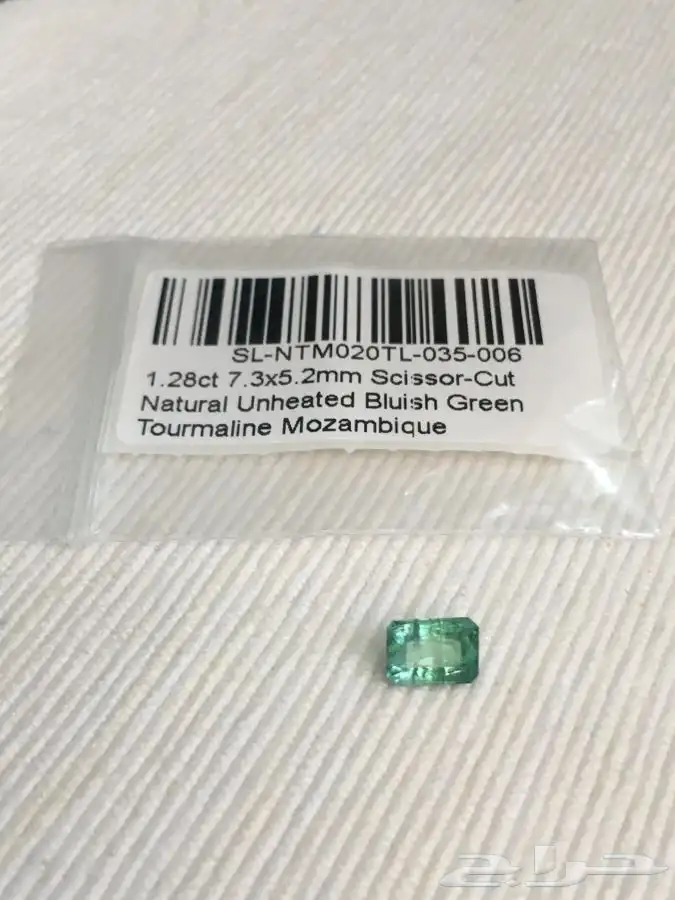 SL-NTM020TL-035-006
1.28ct 7.3x5.2mm Scissor-Cut
Natural Unheated Bluish Green
Tourmaline Mozambique
حراج